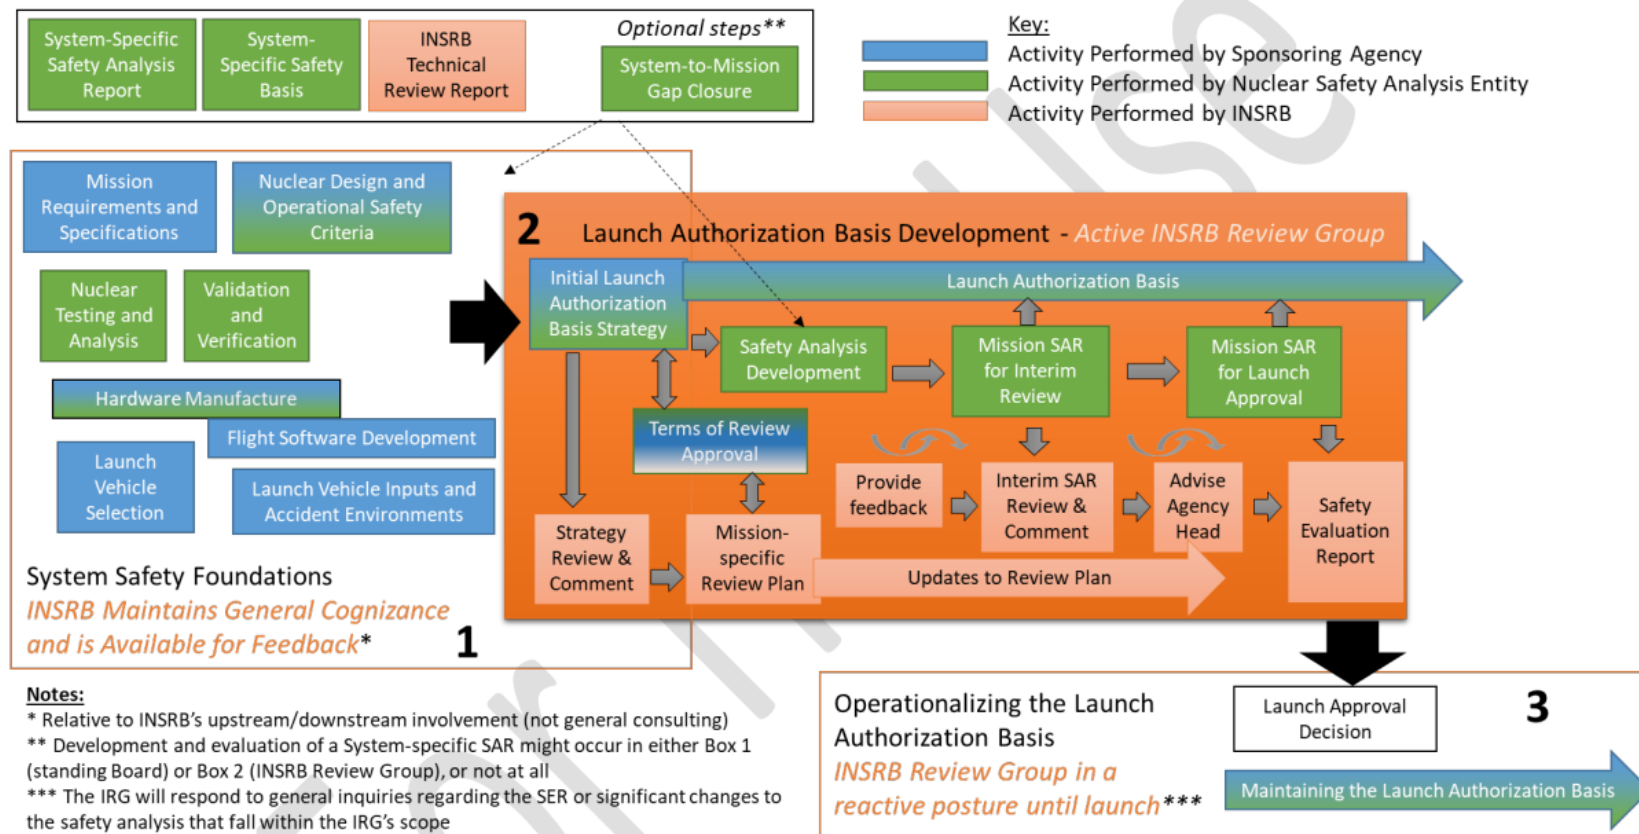 System-Specific
Safety Analysis
Report
System-
Specific Safety
Basis
INSRB
Technical
Review Report
Optional steps**
System-to-Mission
Gap Closure
Key:
Activity Performed by Sponsoring Agency
Activity Performed by Nuclear Safety Analysis Entity
Activity Performed by INSRB
Mission
Requirements and
Specifications
Nuclear Design and
Operational Safety
Criteria
Nuclear
Testing and
Analysis
Validation
and
Verification
Hardware Manufacture
Flight Software Development
Launch
Vehicle
Selection
Launch Vehicle Inputs and
Accident Environments
System Safety Foundations
INSRB Maintains General Cognizance
and is Available for Feedback*
1
2
Launch Authorization Basis Development - Active INSRB Review Group
Initial Launch
Authorization
Basis Strategy
Launch Authorization Basis
Safety Analysis
Development
Mission SAR
for Interim
Review
Mission SAR
for Launch
Approval
Terms of Review
Approval
Provide
feedback
Interim SAR
Review &
Comment
Advise
Agency
Head
Safety
Evaluation
Report
Strategy
Review &
Comment
Mission-
specific
Review Plan
Updates to Review Plan
Notes:
* Relative to INSRB's upstream/downstream involvement (not general consulting)
** Development and evaluation of a System-specific SAR might occur in either Box 1
(standing Board) or Box 2 (INSRB Review Group), or not at all
*** The IRG will respond to general inquiries regarding the SER or significant changes to
the safety analysis that fall within the IRG's scope
Operationalizing the Launch
Authorization Basis
INSRB Review Group in a
reactive posture until launch***
Launch Approval
Decision
3
Maintaining the Launch Authorization Basis